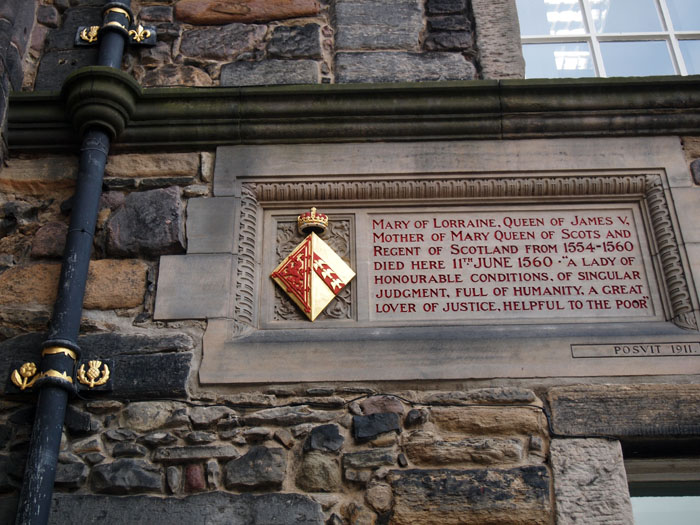 MARY OF LORRAINE, QUEEN OF JAMES V,
MOTHER OF MARY QUEEN OF SCOTS AND
REGENT OF SCOTLAND FROM 1554-1560
DIED HERE 11TH JUNE 1560 · "A LADY OF
HONOURABLE CONDITIONS, OF SINGULAR
JUDGMENT, FULL OF HUMANITY, A GREAT
LOVER OF JUSTICE, HELPFUL TO THE POOR"
POSVIT 1911.